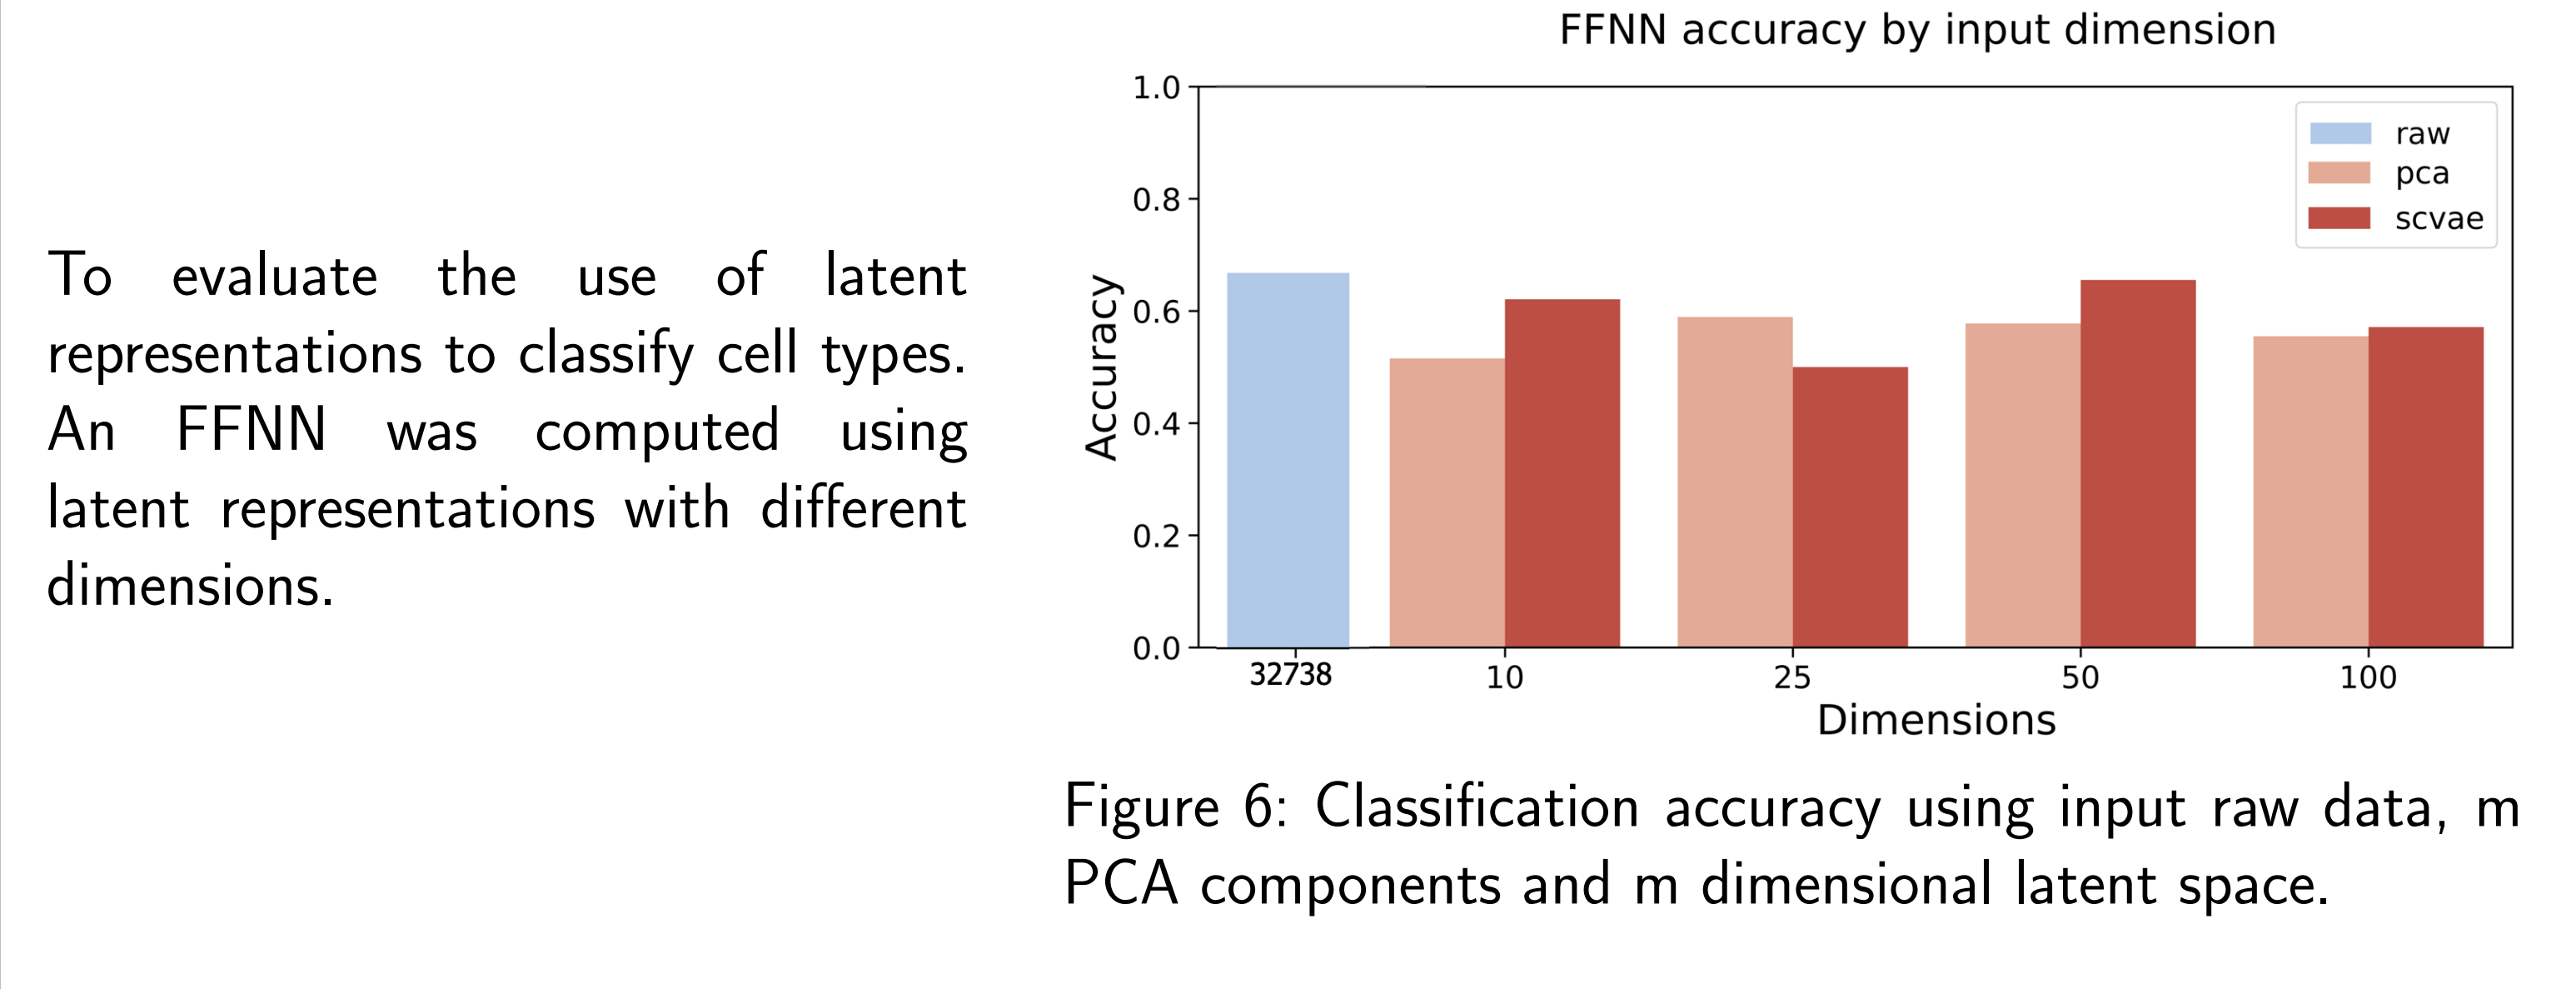 To evaluate the use of latent
representations to classify cell types.
An FFNN was computed using
latent representations with different
dimensions.
FFNN accuracy by input dimension
1.0
0.8
0.6
0.4
0.2
0.0
Accuracy
raw
pca
scvae
32738 10 25 50 100
Dimensions
Figure 6: Classification accuracy using input raw data, m
PCA components and m dimensional latent space.